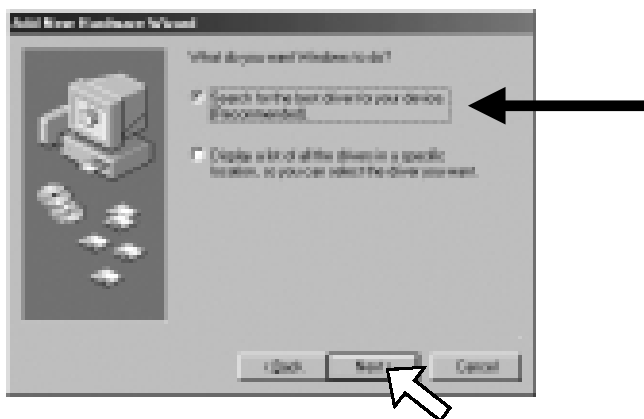 Add New Hardware Wizard
What do you want Windows to do?
Search for the best driver for your device.
(Recommended).
Display a list of all the drivers in a specific
location, so you can select the driver you want.
< Back
Next >
Cancel